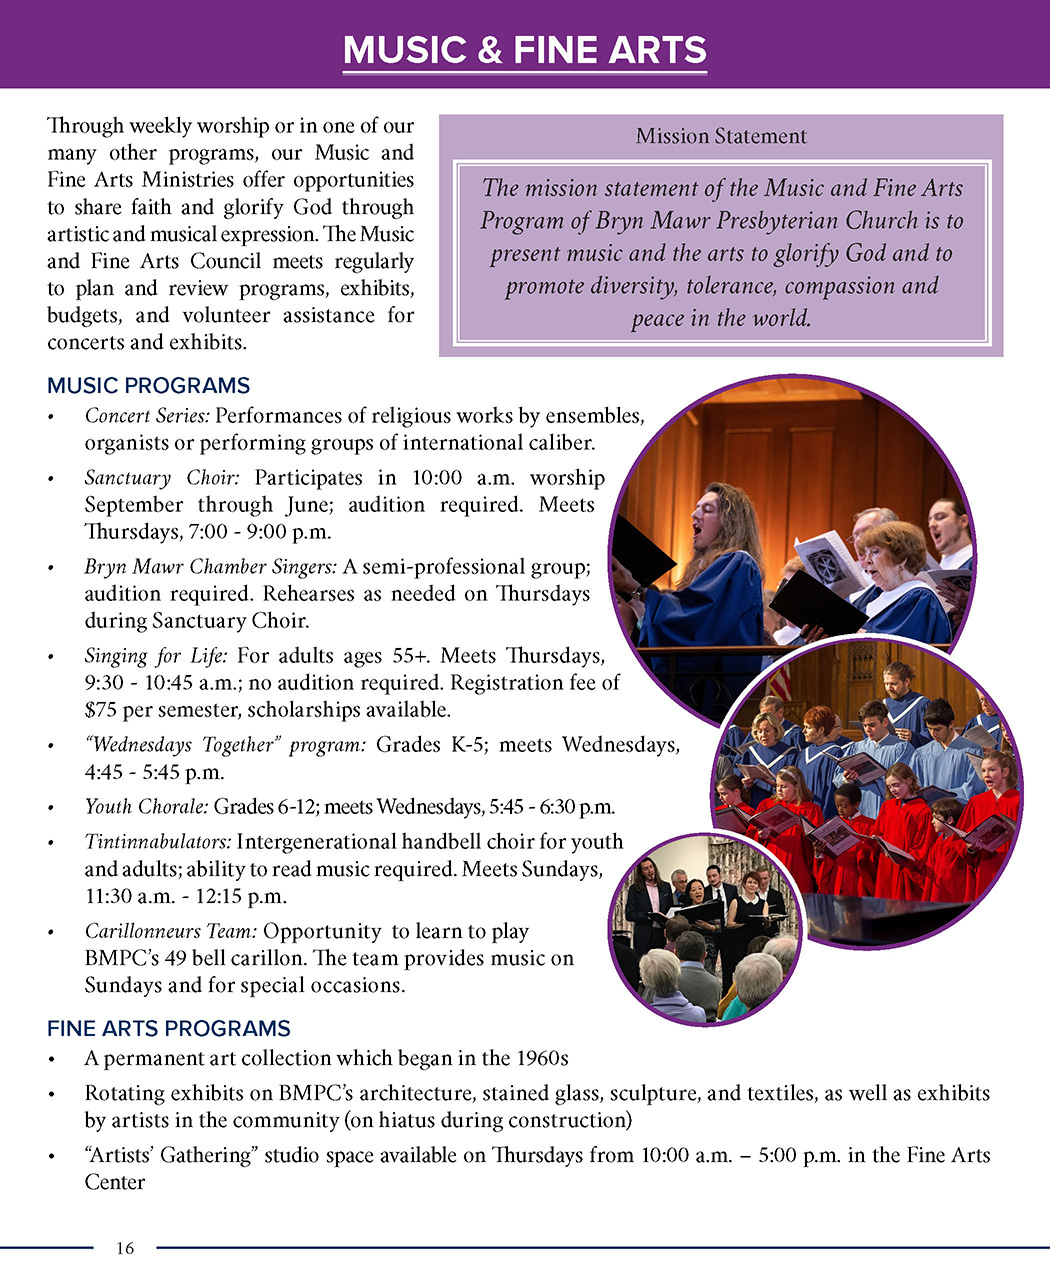 MUSIC & FINE ARTS
Through weekly worship or in one of our
many other programs, our Music and
Fine Arts Ministries offer opportunities
to share faith and glorify God through
artistic and musical expression. The Music
and Fine Arts Council meets regularly
to plan and review programs, exhibits,
budgets, and volunteer assistance for
concerts and exhibits.
Mission Statement
The mission statement of the Music and Fine Arts
Program of Bryn Mawr Presbyterian Church is to
present music and the arts to glorify God and to
promote diversity, tolerance, compassion and
peace in the world.
MUSIC PROGRAMS
• Concert Series: Performances of religious works by ensembles,
organists or performing groups of international caliber.
• Sanctuary Choir: Participates in 10:00 a.m. worship
September through June; audition required. Meets
Thursdays, 7:00 - 9:00 p.m.
• Bryn Mawr Chamber Singers: A semi-professional group;
audition required. Rehearses as needed on Thursdays
during Sanctuary Choir.
• Singing for Life: For adults ages 55+. Meets Thursdays,
9:30 - 10:45 a.m.; no audition required. Registration fee of
$75 per semester, scholarships available.
• “Wednesdays Together” program: Grades K-5; meets Wednesdays,
4:45 - 5:45 p.m.
• Youth Chorale: Grades 6-12; meets Wednesdays, 5:45 - 6:30 p.m.
• Tintinnabulators: Intergenerational handbell choir for youth
and adults; ability to read music required. Meets Sundays,
11:30 a.m. - 12:15 p.m.
• Carillonneurs Team: Opportunity to learn to play
BMPC’s 49 bell carillon. The team provides music on
Sundays and for special occasions.
FINE ARTS PROGRAMS
• A permanent art collection which began in the 1960s
• Rotating exhibits on BMPC’s architecture, stained glass, sculpture, and textiles, as well as exhibits
by artists in the community (on hiatus during construction)
• “Artists’ Gathering” studio space available on Thursdays from 10:00 a.m. – 5:00 p.m. in the Fine Arts
Center
16